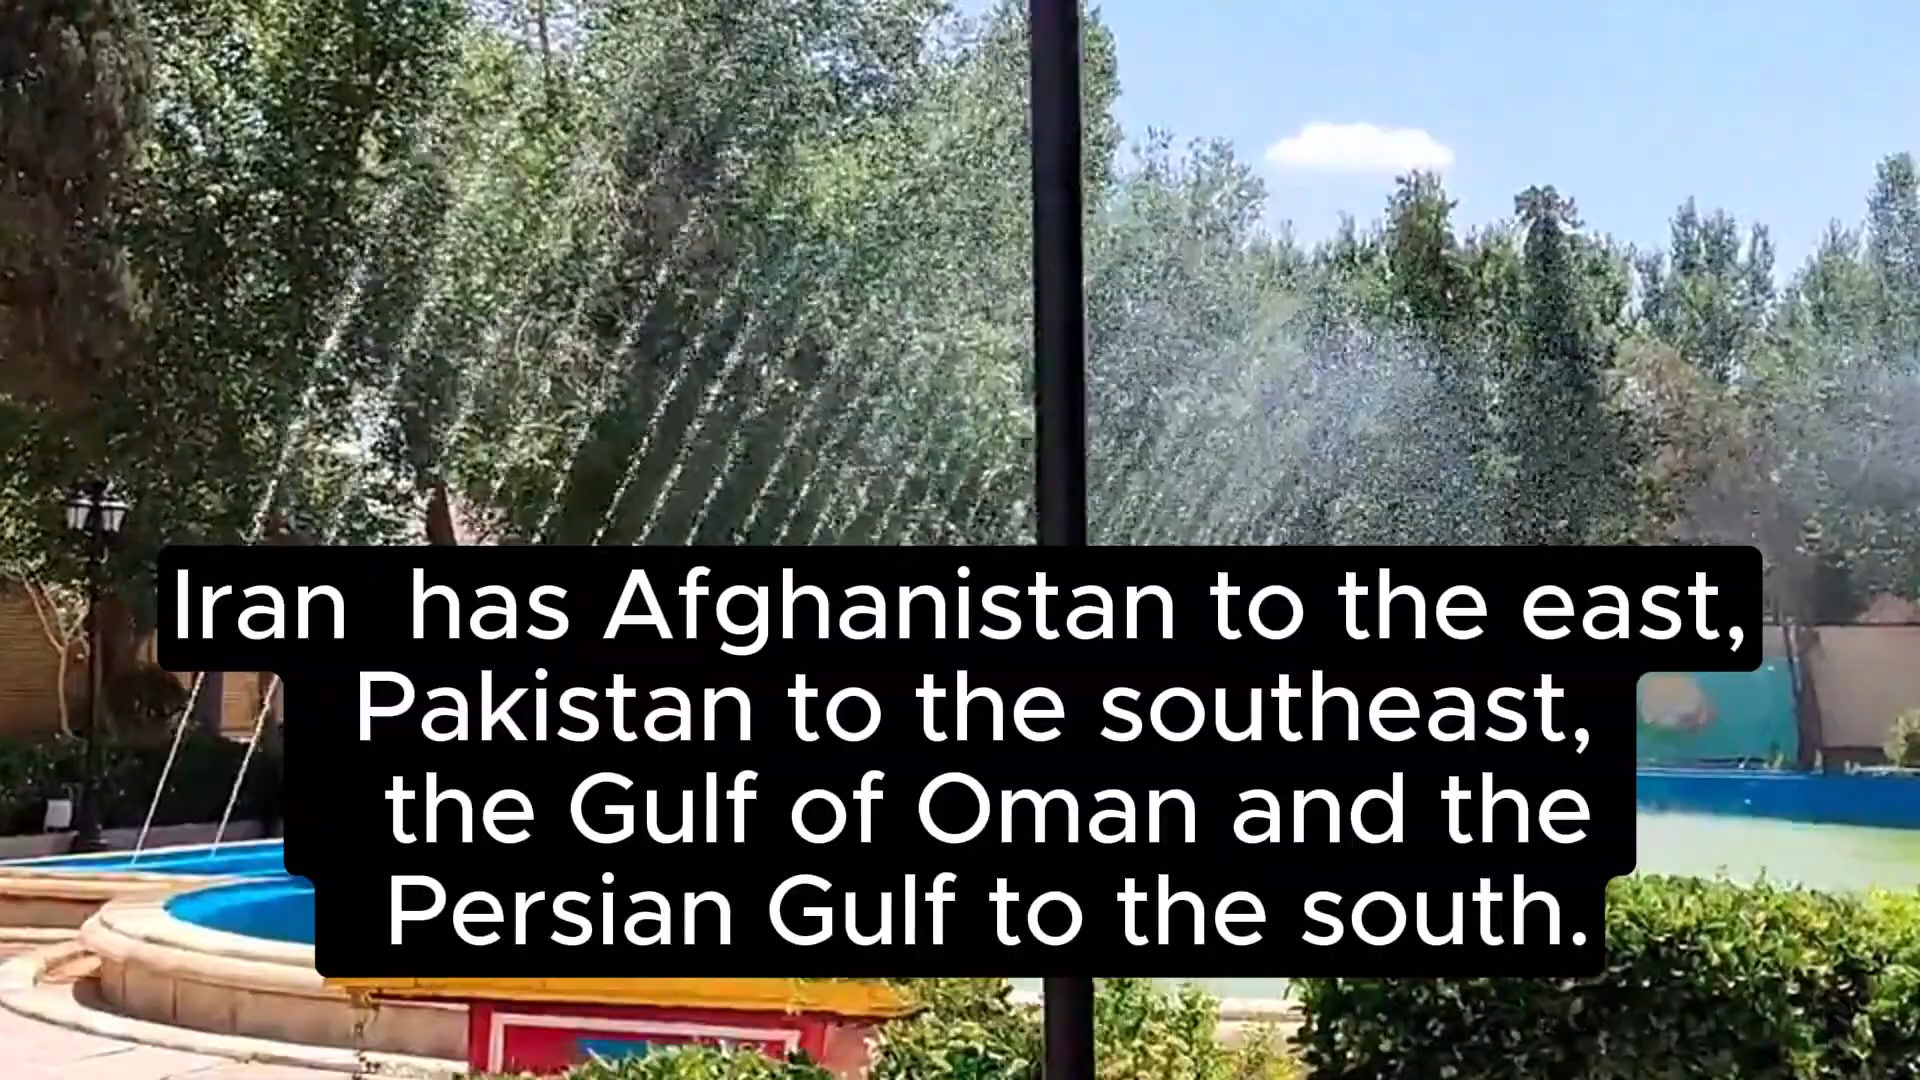 Iran  has Afghanistan to the east,
Pakistan to the southeast,
the Gulf of Oman and the
Persian Gulf to the south.